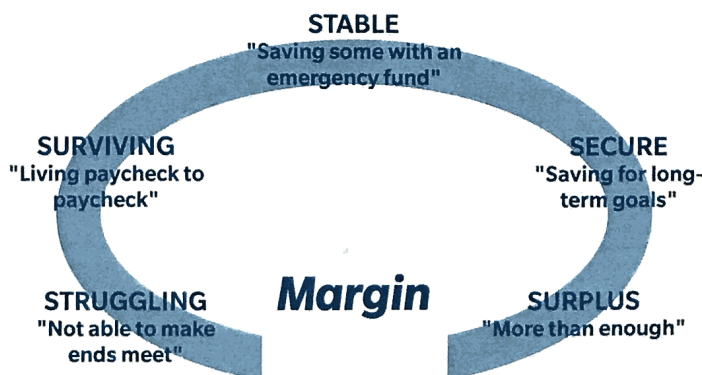 STABLE
"Saving some with an
emergency fund"
SURVIVING
"Living paycheck to
paycheck"
SECURE
"Saving for long-
term goals"
STRUGGLING
"Not able to make
ends meet"
Margin
SURPLUS
"More than enough"